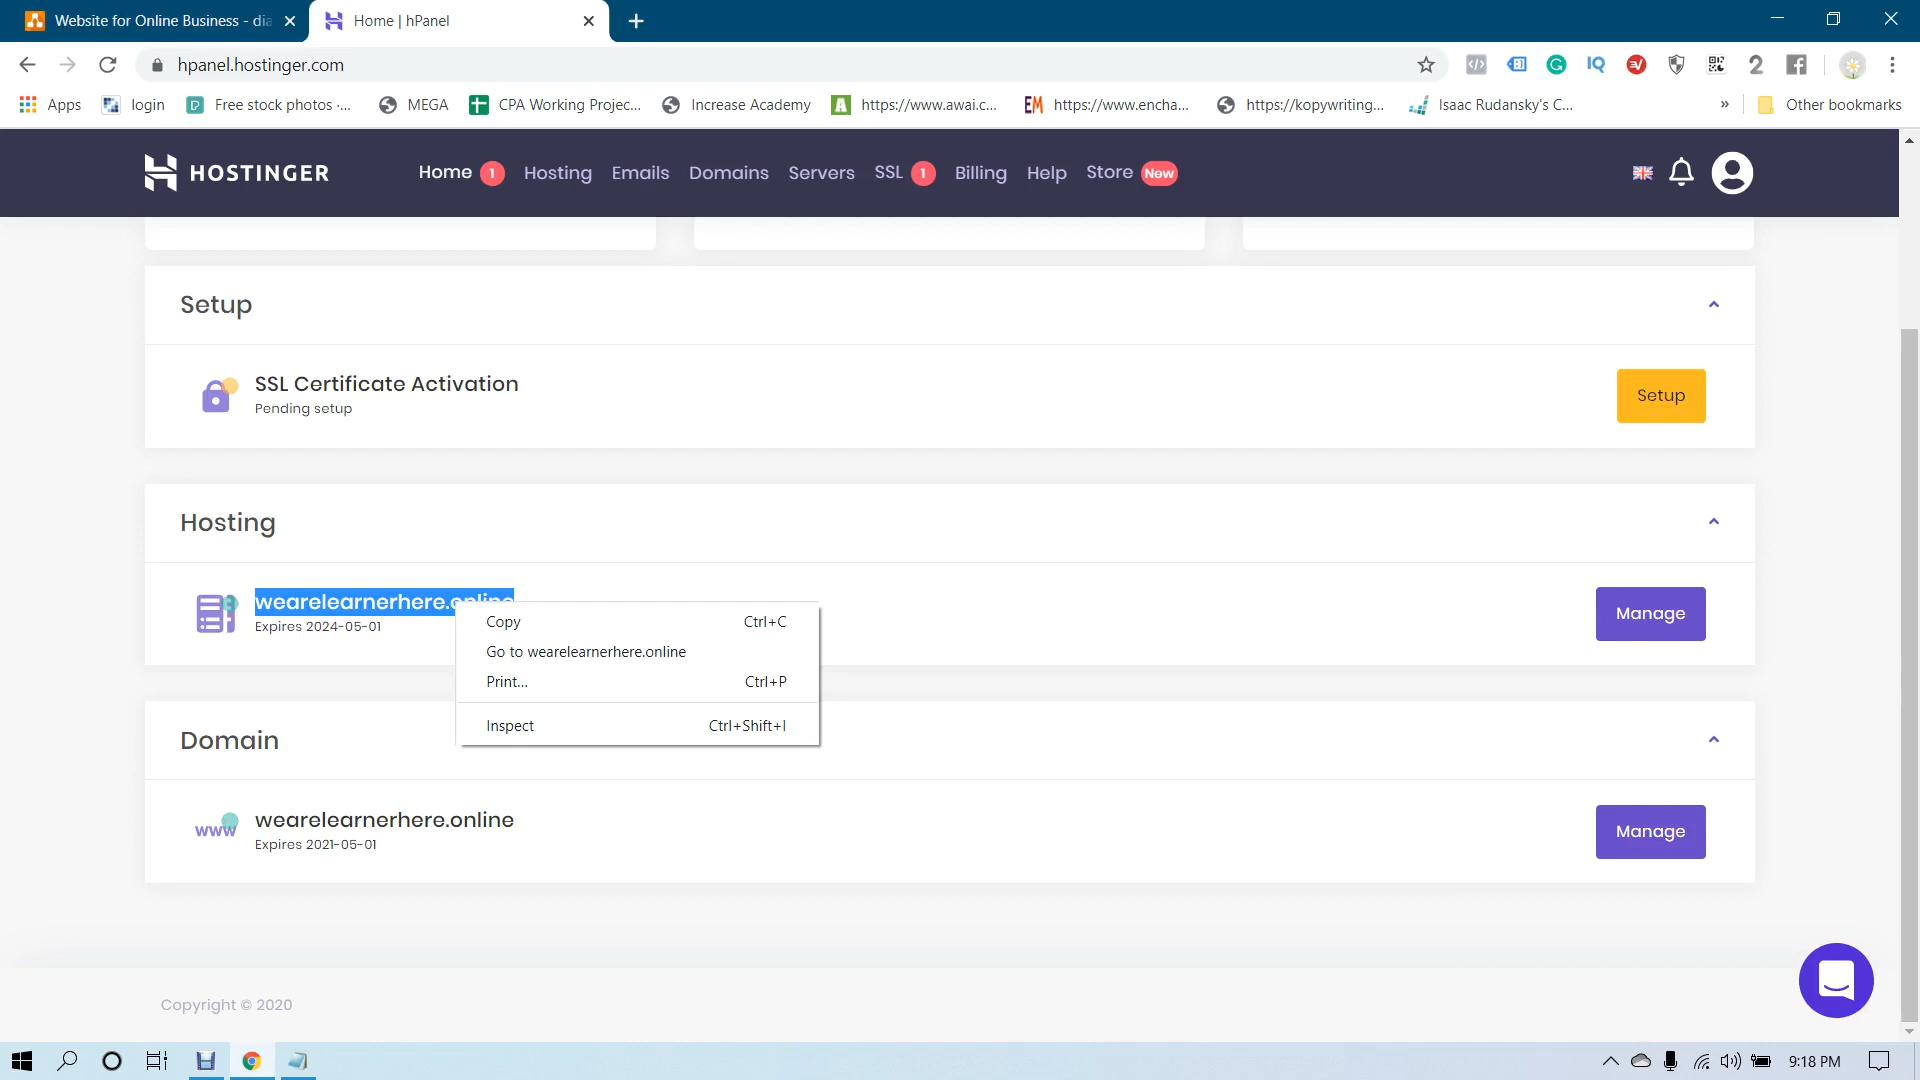 Website for Online Business - dia
Home | hPanel
hpanel.hostinger.com
Apps
login
Free stock photos ·...
MEGA
CPA Working Projec...
Increase Academy
https://www.awai.c...
EM
https://www.encha...
https://kopywriting...
Isaac Rudansky's C...
»
Other bookmarks
HOSTINGER
Home 1
Hosting
Emails
Domains
Servers
SSL 1
Billing
Help
Store New
Setup
SSL Certificate Activation
Pending setup
Setup
Hosting
wearelearnerhere.online
Expires 2024-05-01
Manage
Copy Ctrl+C
Go to wearelearnerhere.online
Print... Ctrl+P
Inspect Ctrl+Shift+I
Domain
www
wearelearnerhere.online
Expires 2021-05-01
Manage
Copyright © 2020
9:18 PM